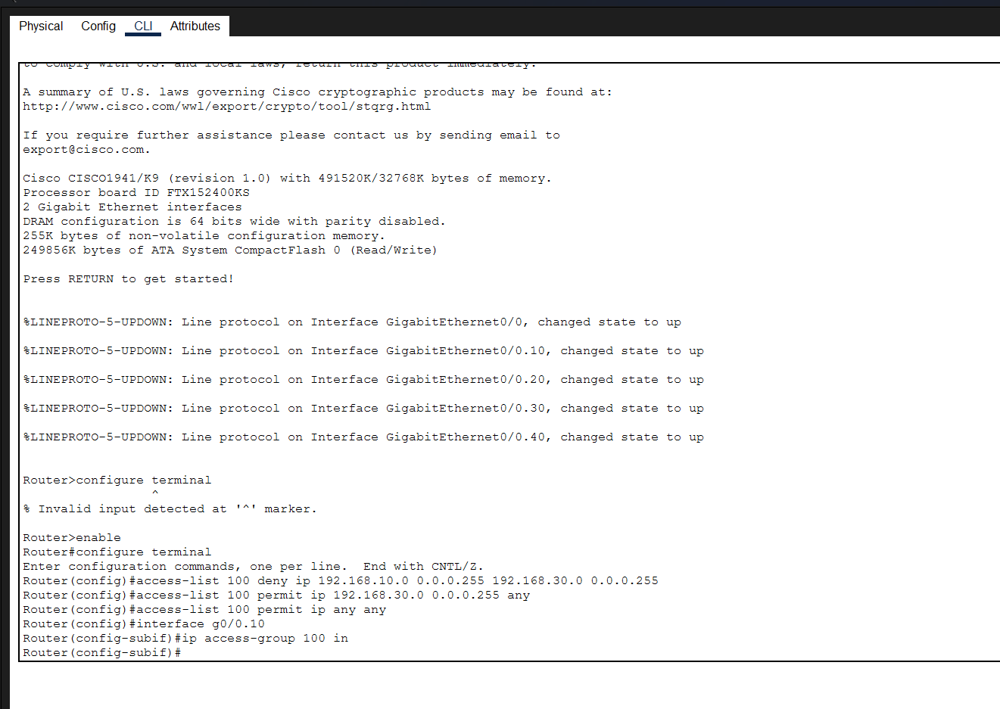 Physical Config CLI Attributes
to comply with U.S. and local laws, return this product immediately.
A summary of U.S. laws governing Cisco cryptographic products may be found at:
http://www.cisco.com/wwl/export/crypto/tool/stqrg.html
If you require further assistance please contact us by sending email to
export@cisco.com.
Cisco CISCO1941/K9 (revision 1.0) with 491520K/32768K bytes of memory.
Processor board ID FTX152400KS
2 Gigabit Ethernet interfaces
DRAM configuration is 64 bits wide with parity disabled.
255K bytes of non-volatile configuration memory.
249856K bytes of ATA System CompactFlash 0 (Read/Write)
Press RETURN to get started!
%LINEPROTO-5-UPDOWN: Line protocol on Interface GigabitEthernet0/0, changed state to up
%LINEPROTO-5-UPDOWN: Line protocol on Interface GigabitEthernet0/0.10, changed state to up
%LINEPROTO-5-UPDOWN: Line protocol on Interface GigabitEthernet0/0.20, changed state to up
%LINEPROTO-5-UPDOWN: Line protocol on Interface GigabitEthernet0/0.30, changed state to up
%LINEPROTO-5-UPDOWN: Line protocol on Interface GigabitEthernet0/0.40, changed state to up
Router>configure terminal
^
% Invalid input detected at '^' marker.
Router>enable
Router#configure terminal
Enter configuration commands, one per line.  End with CNTL/Z.
Router(config)#access-list 100 deny ip 192.168.10.0 0.0.0.255 192.168.30.0 0.0.0.255
Router(config)#access-list 100 permit ip 192.168.30.0 0.0.0.255 any
Router(config)#access-list 100 permit ip any any
Router(config)#interface g0/0.10
Router(config-subif)#ip access-group 100 in
Router(config-subif)#